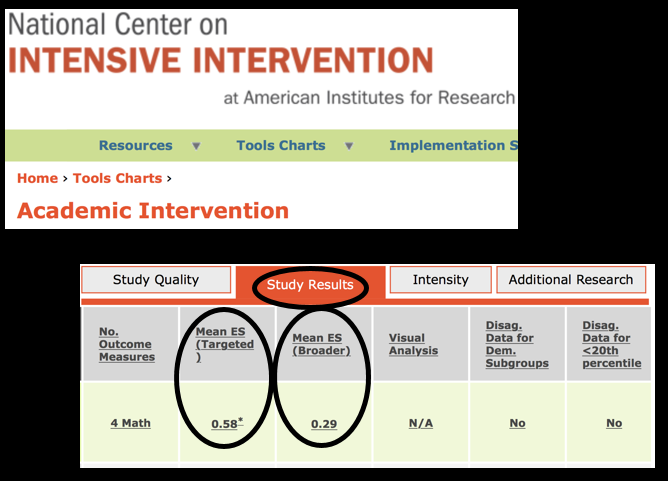 National Center on
INTENSIVE INTERVENTION
at American Institutes for Research
Resources Tools Charts Implementation S
Home › Tools Charts ›
Academic Intervention
Study Quality Study Results Intensity Additional Research
No. Outcome Measures
Mean ES (Targeted)
Mean ES (Broader)
Visual Analysis
Disag. Data for Dem. Subgroups
Disag. Data for <20th percentile
4 Math 0.58* 0.29 N/A No No